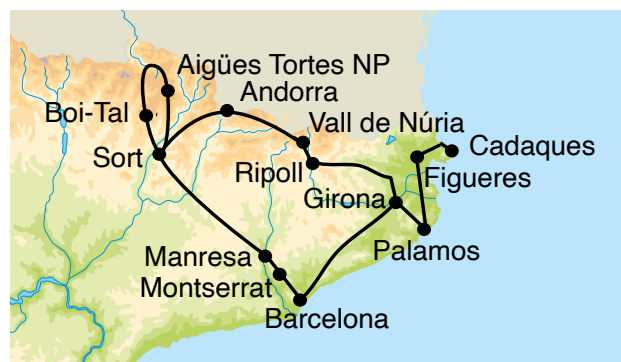 Aigües Tortes NP
Andorra
Boi-Tal
Vall de Núria
Cadaques
Sort
Ripoll
Figueres
Girona
Palamos
Manresa
Montserrat
Barcelona